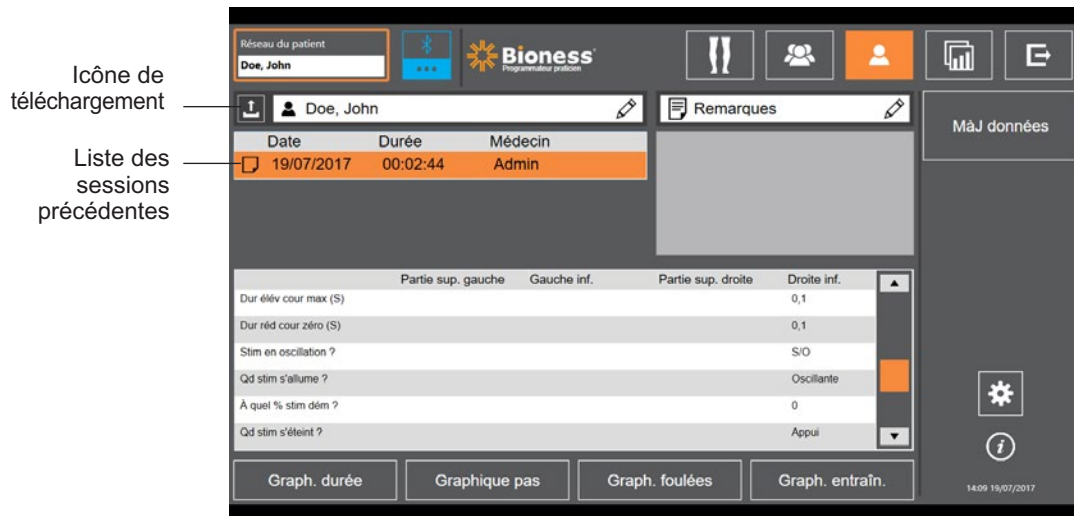 Icône de
téléchargement
Liste des
sessions
précédentes
Réseau du patient
Doe, John
Bioness
Programmateur praticien
Doe, John
Remarques
MàJ données
Date Durée Médecin
19/07/2017 00:02:44 Admin
Partie sup. gauche Gauche inf. Partie sup. droite Droite inf.
Dur élév cour max (S) 0,1
Dur réd cour zéro (S) 0,1
Stim en oscillation ? S/O
Qd stim s'allume ? Oscillante
À quel % stim dém ? 0
Qd stim s'éteint ? Appui
Graph. durée Graphique pas Graph. foulées Graph. entraîn.
14:09 19/07/2017